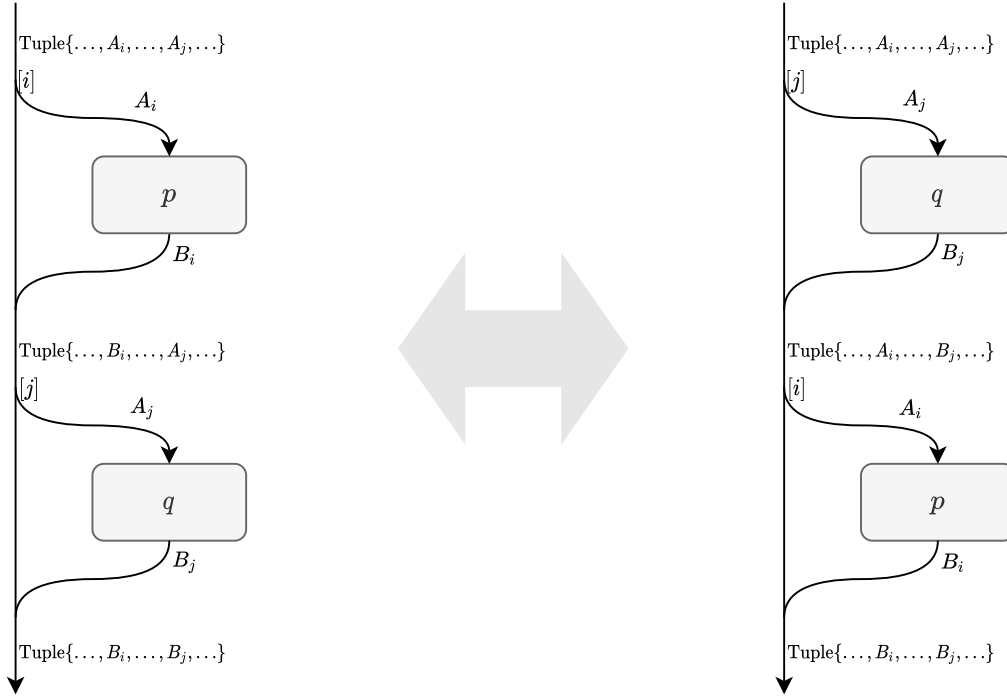 Tuple{…, A_i, …, A_j, …}
[i]
A_i
p
B_i
Tuple{…, B_i, …, A_j, …}
[j]
A_j
q
B_j
Tuple{…, B_i, …, B_j, …}
Tuple{…, A_i, …, A_j, …}
[j]
A_j
q
B_j
Tuple{…, A_i, …, B_j, …}
[i]
A_i
p
B_i
Tuple{…, B_i, …, B_j, …}